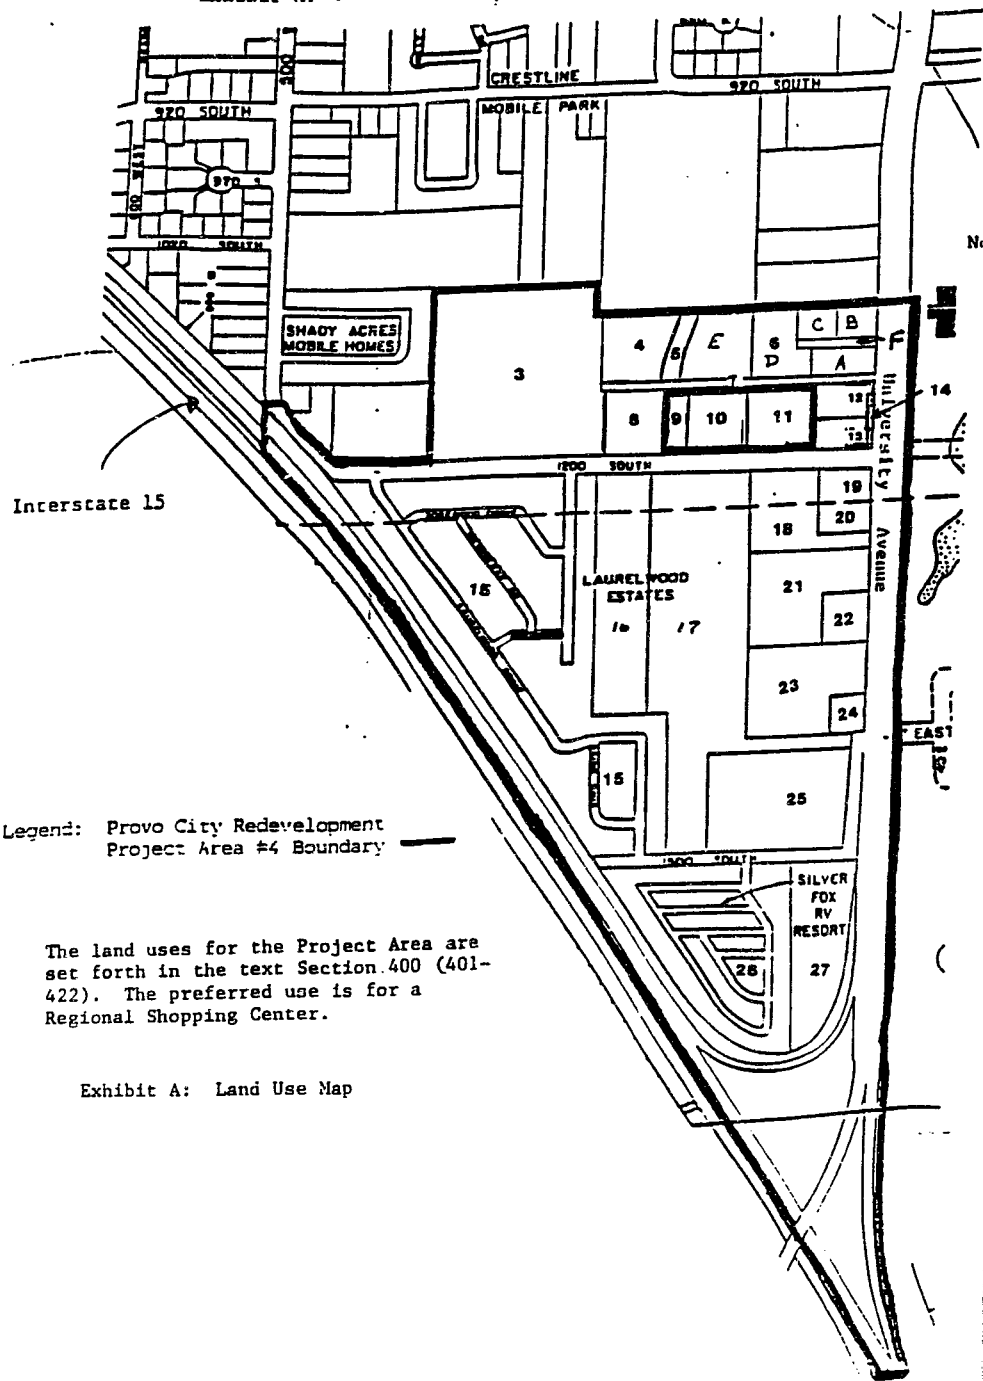 CRESTLINE
MOBILE PARK
920 SOUTH
920 SOUTH
970 S
1020 SOUTH
SHADY ACRES
MOBILE HOMES
3
4
5
E
6
D
C
B
A
F
8
9
10
11
12
13
14
University Avenue
1200 SOUTH
Interstate 15
15
LAURELWOOD
ESTATES
16
17
18
19
20
21
22
23
24
EAST
15
25
1500 SOUTH
SILVER
FOX
RV
RESORT
26
27
Legend: Provo City Redevelopment
Project Area #4 Boundary
The land uses for the Project Area are
set forth in the text Section 400 (401-
422). The preferred use is for a
Regional Shopping Center.
Exhibit A: Land Use Map